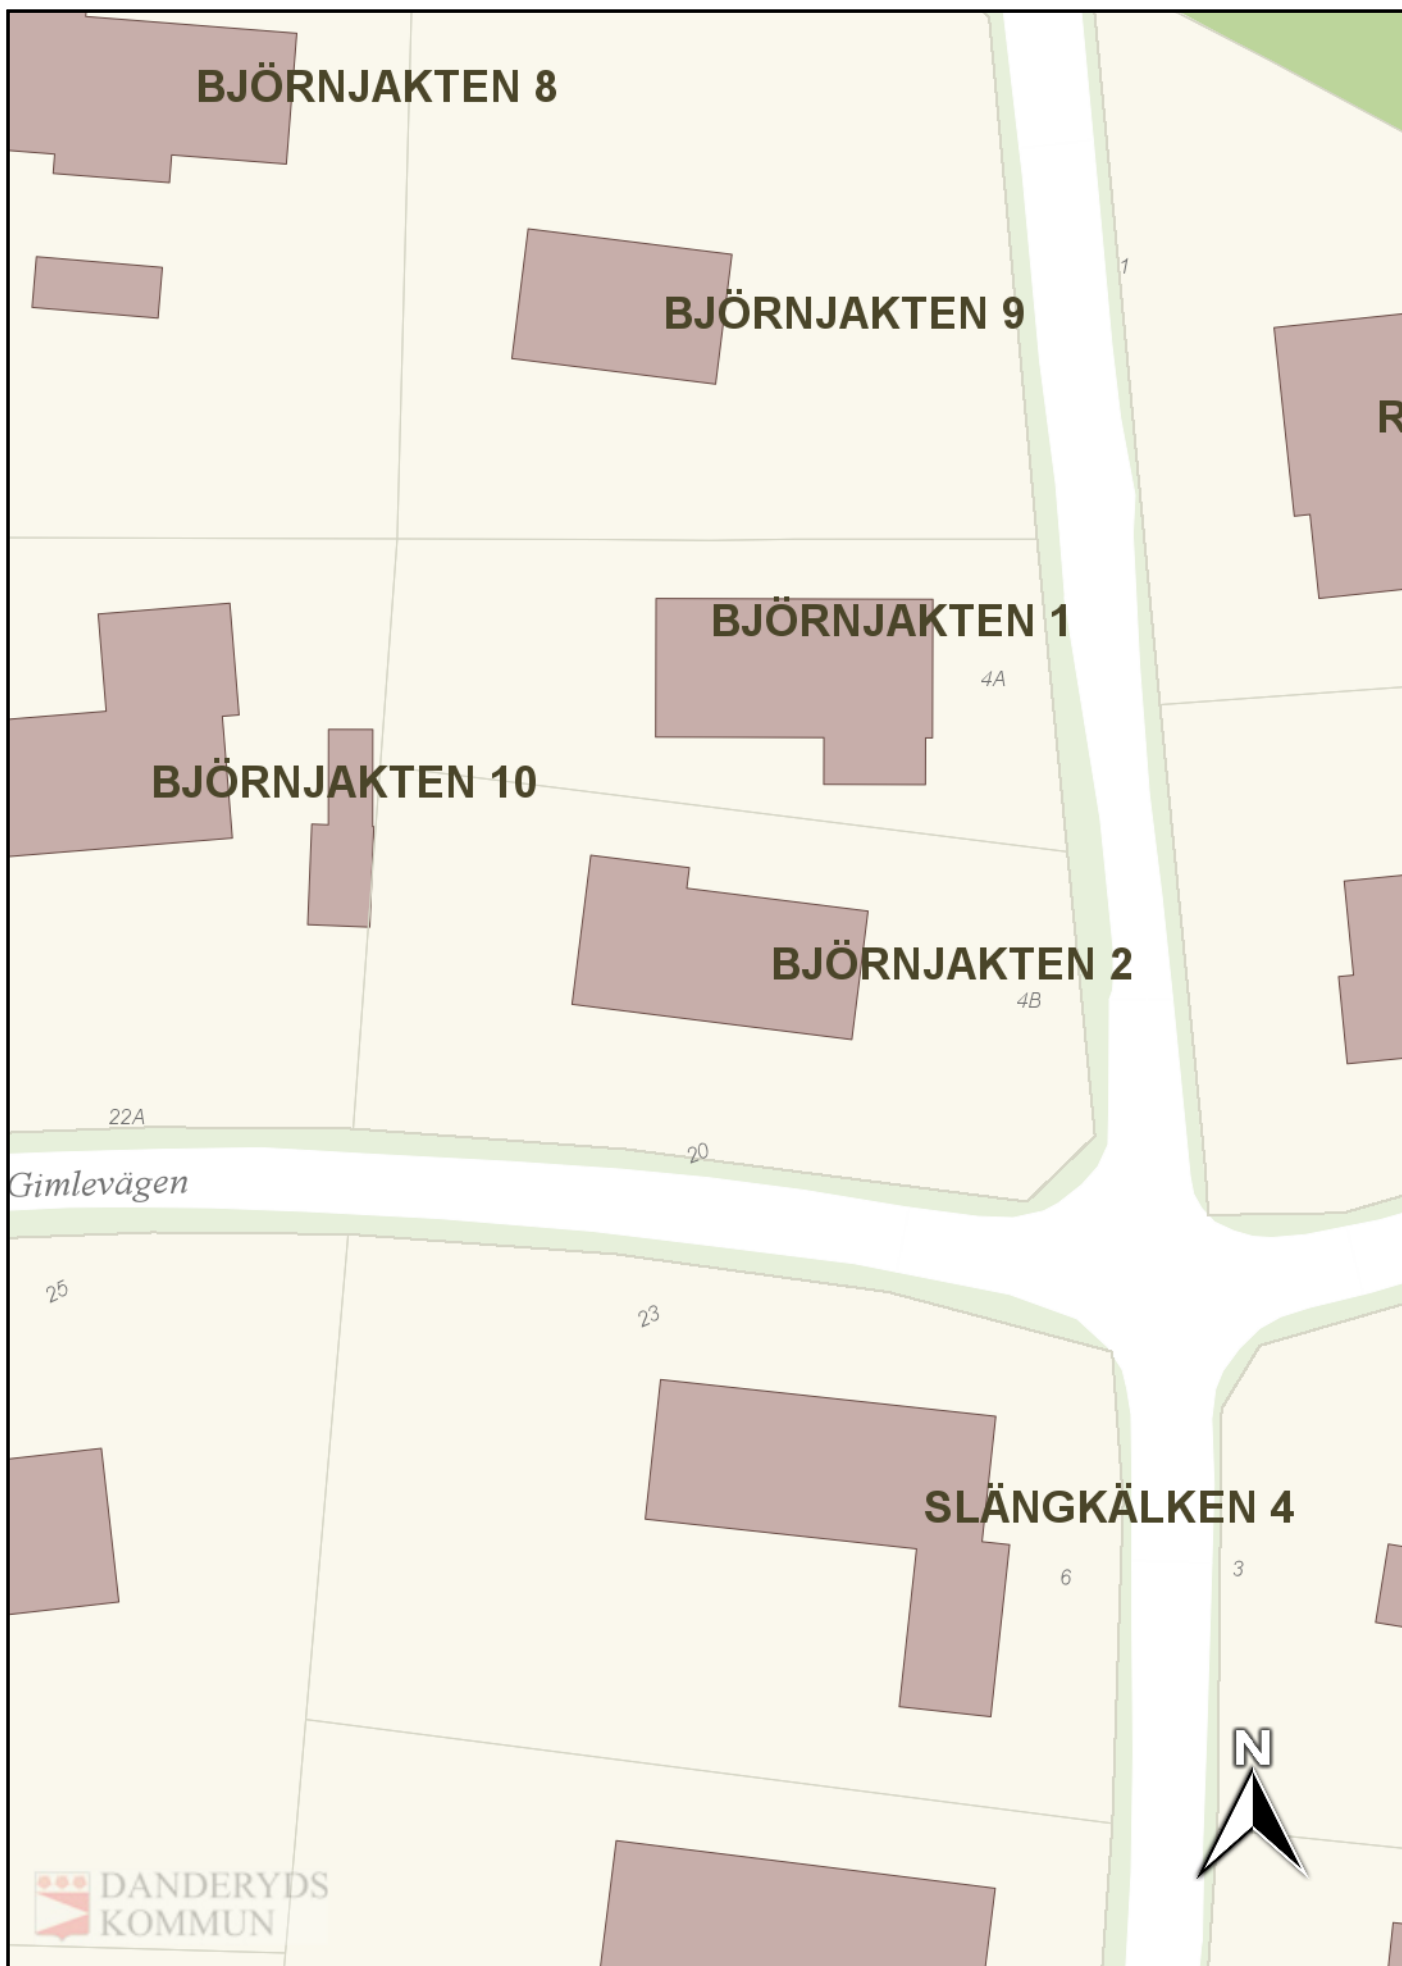 BJÖRNJAKTEN 8
1
BJÖRNJAKTEN 9
R
BJÖRNJAKTEN 1
4A
BJÖRNJAKTEN 10
BJÖRNJAKTEN 2
4B
22A
20
Gimlevägen
25
23
SLÄNGKÄLKEN 4
6
3
N
DANDERYDS
KOMMUN